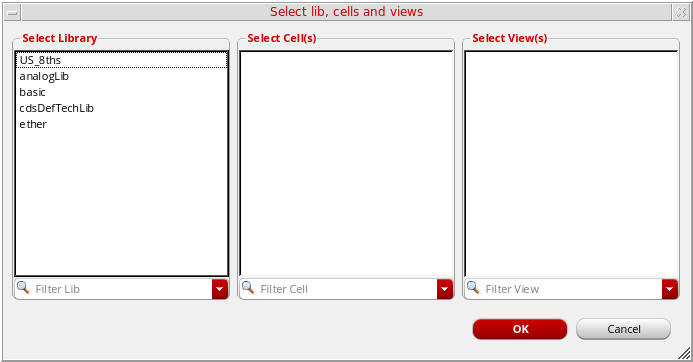 Select lib, cells and views
Select Library
US_8ths
analogLib
basic
cdsDefTechLib
ether
Filter Lib
Select Cell(s)
Filter Cell
Select View(s)
Filter View
OK
Cancel